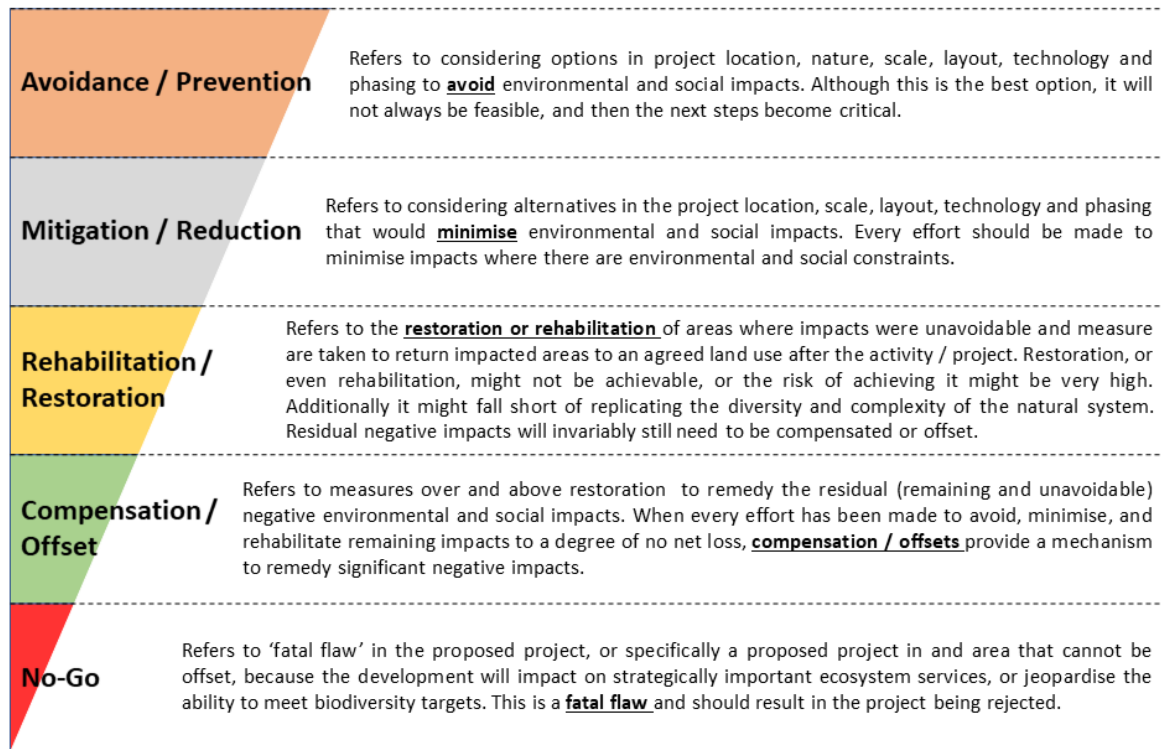 Avoidance / Prevention
Refers to considering options in project location, nature, scale, layout, technology and
phasing to avoid environmental and social impacts. Although this is the best option, it will
not always be feasible, and then the next steps become critical.
Mitigation / Reduction
Refers to considering alternatives in the project location, scale, layout, technology and phasing
that would minimise environmental and social impacts. Every effort should be made to
minimise impacts where there are environmental and social constraints.
Rehabilitation /
Restoration
Refers to the restoration or rehabilitation of areas where impacts were unavoidable and measure
are taken to return impacted areas to an agreed land use after the activity / project. Restoration, or
even rehabilitation, might not be achievable, or the risk of achieving it might be very high.
Additionally it might fall short of replicating the diversity and complexity of the natural system.
Residual negative impacts will invariably still need to be compensated or offset.
Compensation /
Offset
Refers to measures over and above restoration to remedy the residual (remaining and unavoidable)
negative environmental and social impacts. When every effort has been made to avoid, minimise, and
rehabilitate remaining impacts to a degree of no net loss, compensation / offsets provide a mechanism
to remedy significant negative impacts.
No-Go
Refers to ‘fatal flaw’ in the proposed project, or specifically a proposed project in and area that cannot be
offset, because the development will impact on strategically important ecosystem services, or jeopardise the
ability to meet biodiversity targets. This is a fatal flaw and should result in the project being rejected.